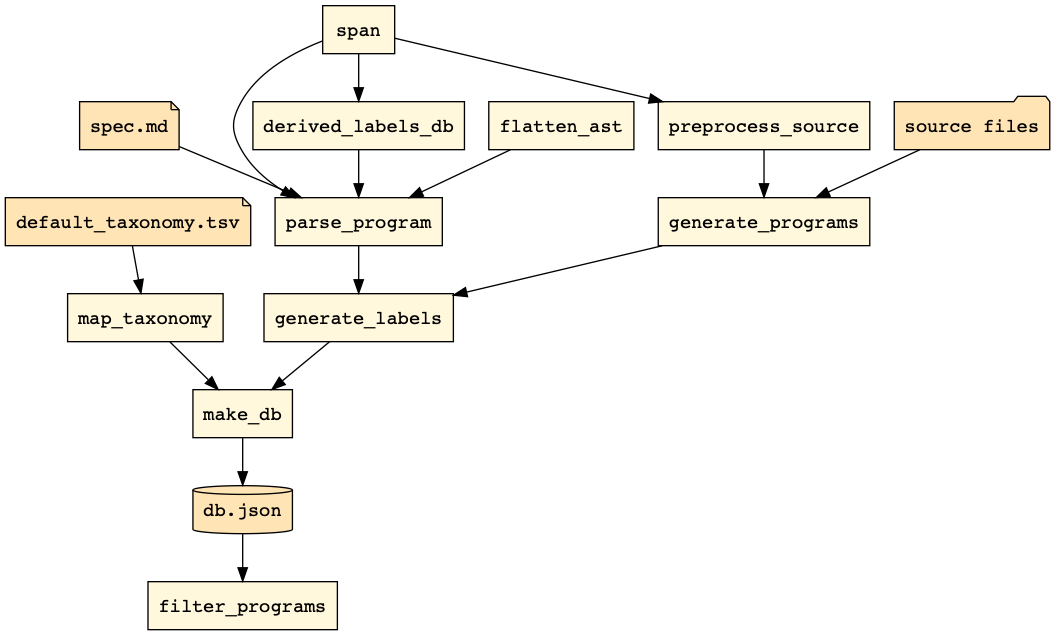 span
spec.md
derived_labels_db
flatten_ast
preprocess_source
source files
default_taxonomy.tsv
parse_program
generate_programs
map_taxonomy
generate_labels
make_db
db.json
filter_programs